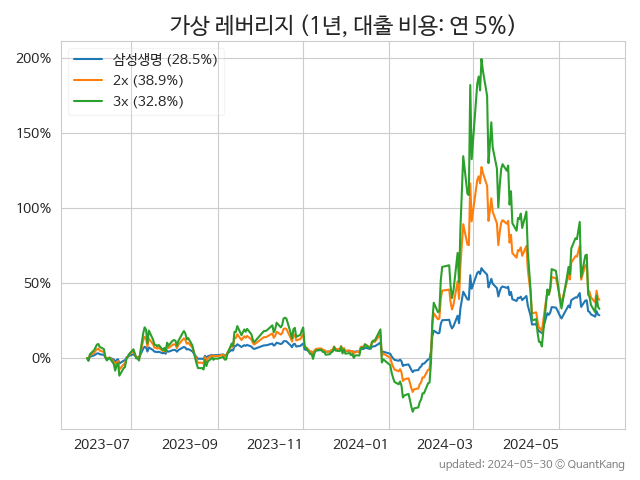 가상 레버리지 (1년, 대출 비용: 연 5%)
200%
150%
100%
50%
0%
삼성생명 (28.5%)
2x (38.9%)
3x (32.8%)
2023-07
2023-09
2023-11
2024-01
2024-03
2024-05
updated: 2024-05-30 © QuantKang